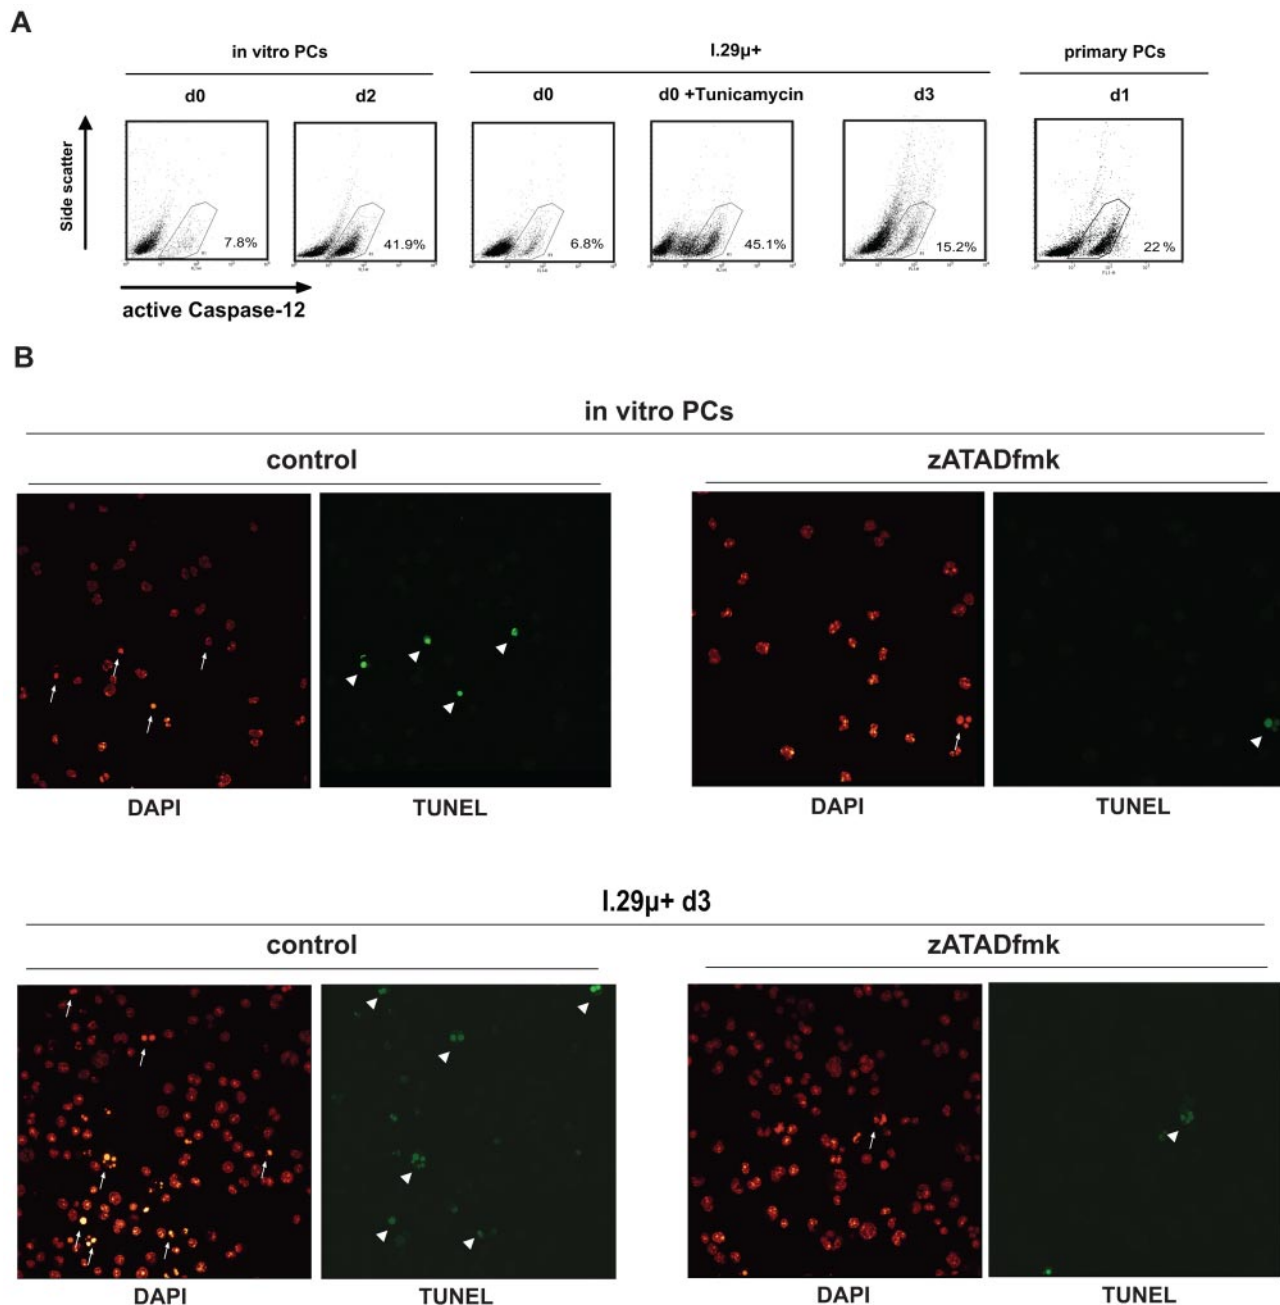 A
in vitro PCs
I.29µ+
primary PCs
d0
d2
d0
d0 +Tunicamycin
d3
d1
Side scatter
7.8%
41.9%
6.8%
45.1%
15.2%
22 %
active Caspase-12
B
in vitro PCs
control
zATADfmk
DAPI
TUNEL
DAPI
TUNEL
I.29µ+ d3
control
zATADfmk
DAPI
TUNEL
DAPI
TUNEL